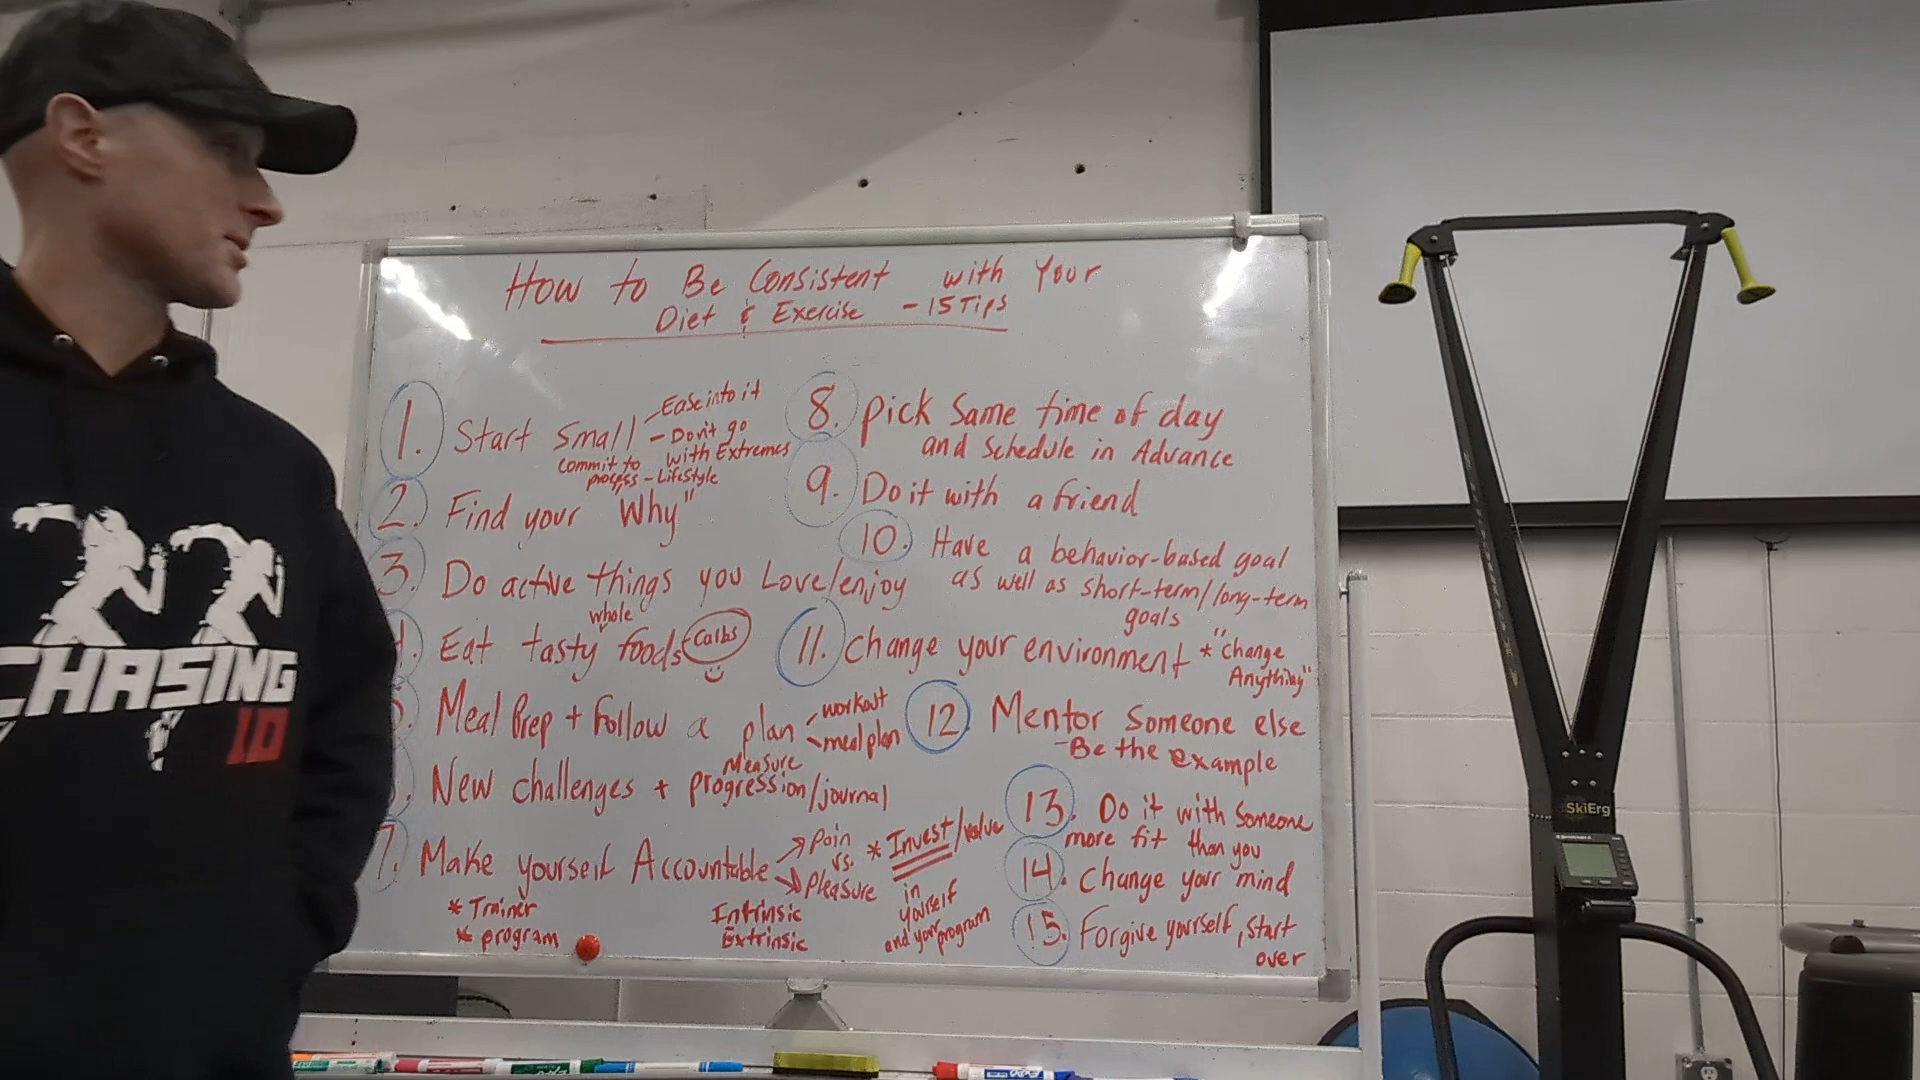 How to Be Consistent with Your
Diet & Exercise - 15 Tips
1. Start Small
- Ease into it
- Don't go
with Extremes
commit to
process - LifeStyle
2. Find your "Why"
3. Do active things you Love/enjoy
4. Eat tasty whole foods Carbs
5. Meal Prep + Follow a plan
workout
meal plan
6. New challenges + Measure
progression/journal
7. Make yourself Accountable
Pain
vs.
Pleasure
* Invest/value
in
yourself
and your program
* Trainer
* program
Intrinsic
Extrinsic
8. Pick Same time of day
and Schedule in Advance
9. Do it with a friend
10. Have a behavior-based goal
as well as short-term/long-term
goals
11. Change your environment * "Change
Anything"
12. Mentor Someone else
- Be the example
13. Do it with Someone
more fit than you
14. Change your mind
15. Forgive yourself, Start
over
CHASING
10
SkiErg
EXPO